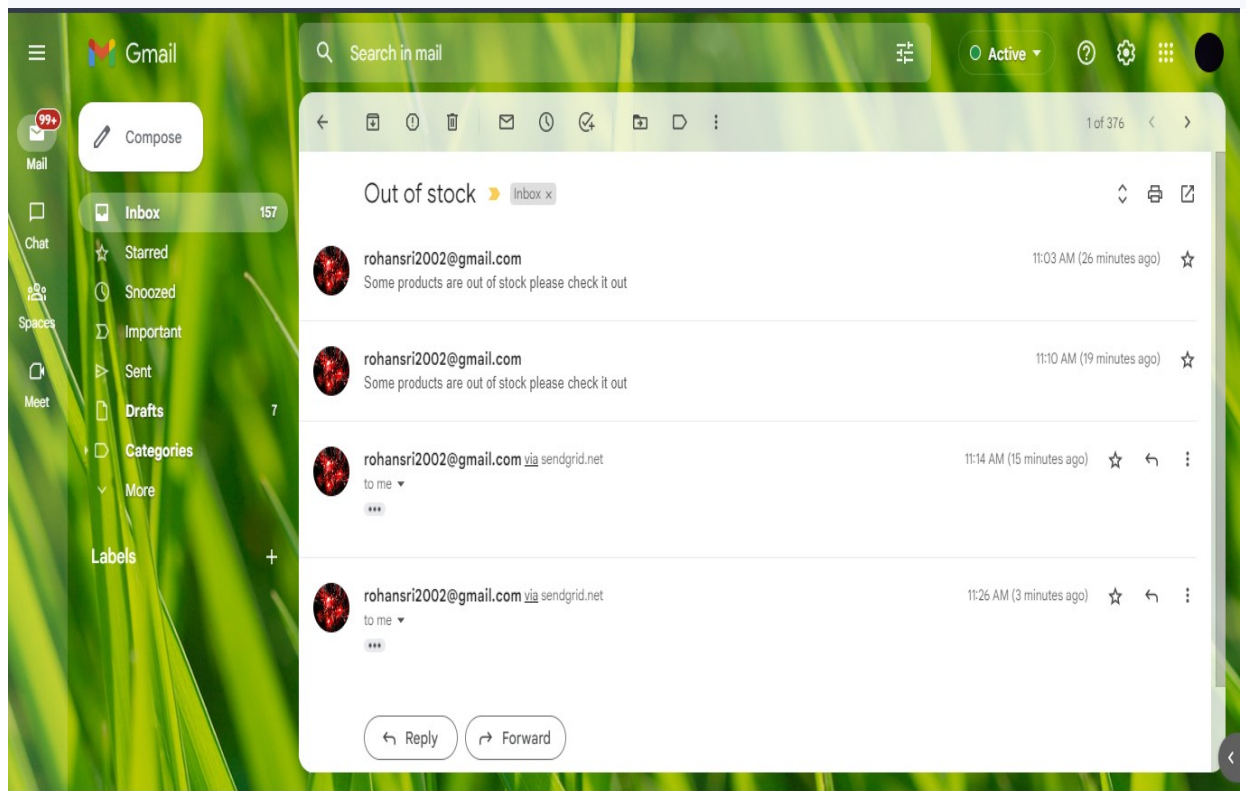 Gmail
Search in mail
Active
99+
Mail
Compose
1 of 376
Chat
Spaces
Meet
Inbox 157
Starred
Snoozed
Important
Sent
Drafts 7
Categories
More
Labels
Out of stock Inbox x
rohansri2002@gmail.com 11:03 AM (26 minutes ago)
Some products are out of stock please check it out
rohansri2002@gmail.com 11:10 AM (19 minutes ago)
Some products are out of stock please check it out
rohansri2002@gmail.com via sendgrid.net 11:14 AM (15 minutes ago)
to me
rohansri2002@gmail.com via sendgrid.net 11:26 AM (3 minutes ago)
to me
Reply Forward